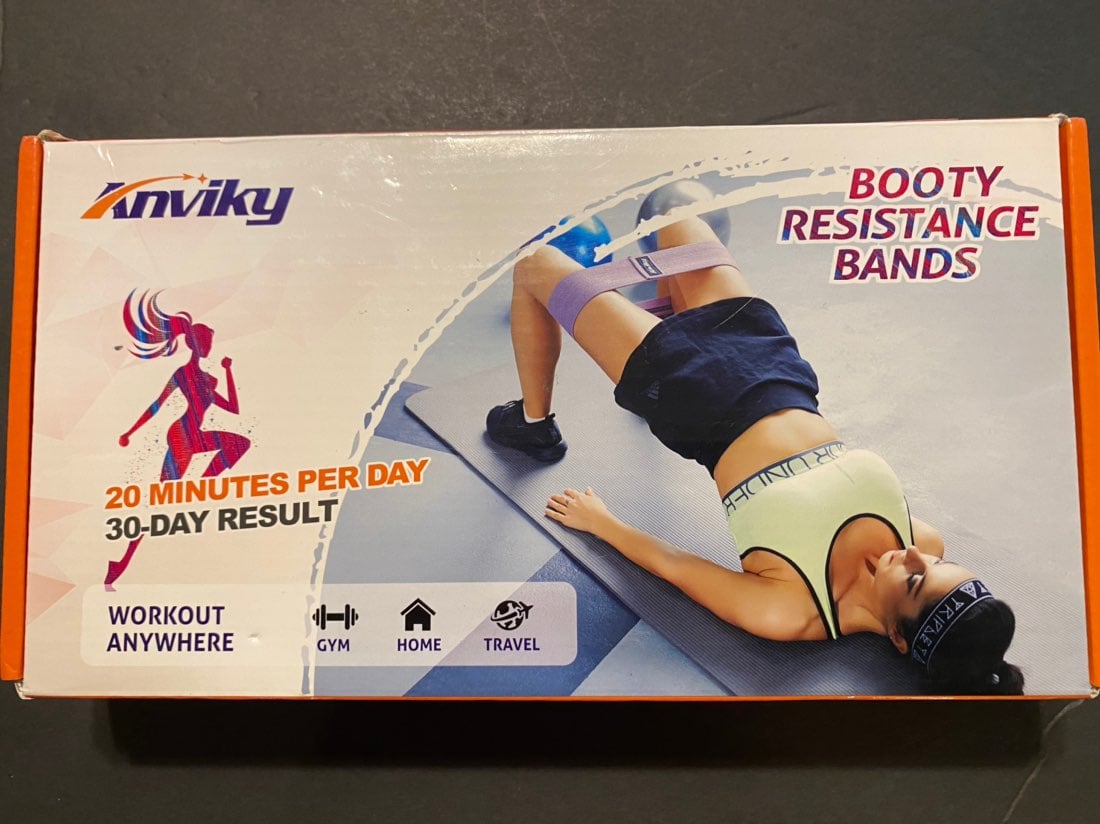 Anviky
BOOTY
RESISTANCE
BANDS
20 MINUTES PER DAY
30-DAY RESULT
WORKOUT
ANYWHERE
GYM
HOME
TRAVEL